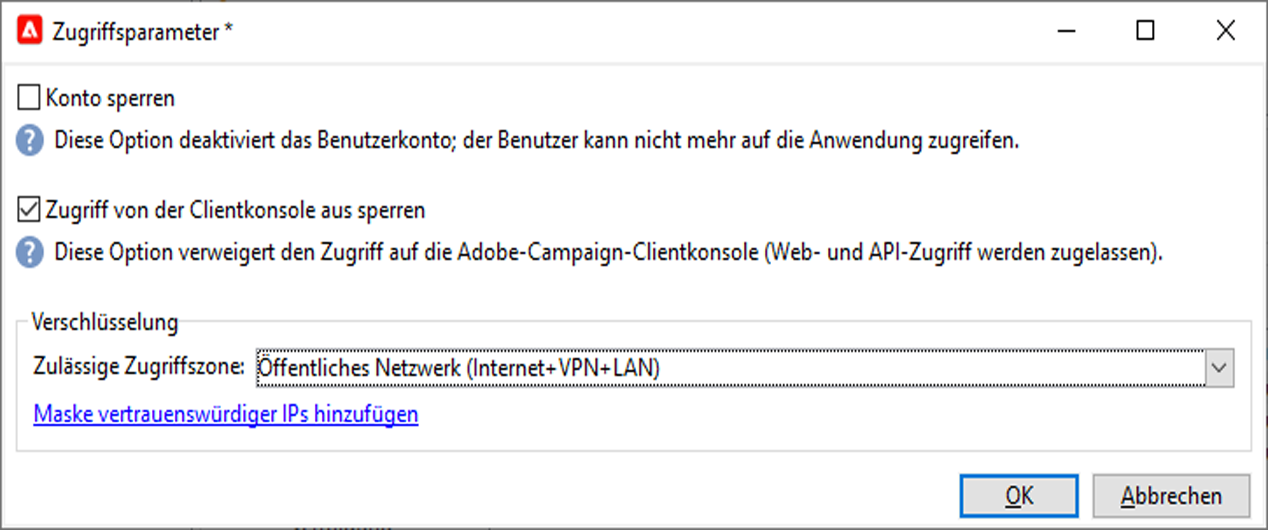 Zugriffsparameter *
Konto sperren
Diese Option deaktiviert das Benutzerkonto; der Benutzer kann nicht mehr auf die Anwendung zugreifen.
Zugriff von der Clientkonsole aus sperren
Diese Option verweigert den Zugriff auf die Adobe-Campaign-Clientkonsole (Web- und API-Zugriff werden zugelassen).
Verschlüsselung
Zulässige Zugriffszone: Öffentliches Netzwerk (Internet+VPN+LAN)
Maske vertrauenswürdiger IPs hinzufügen
OK Abbrechen